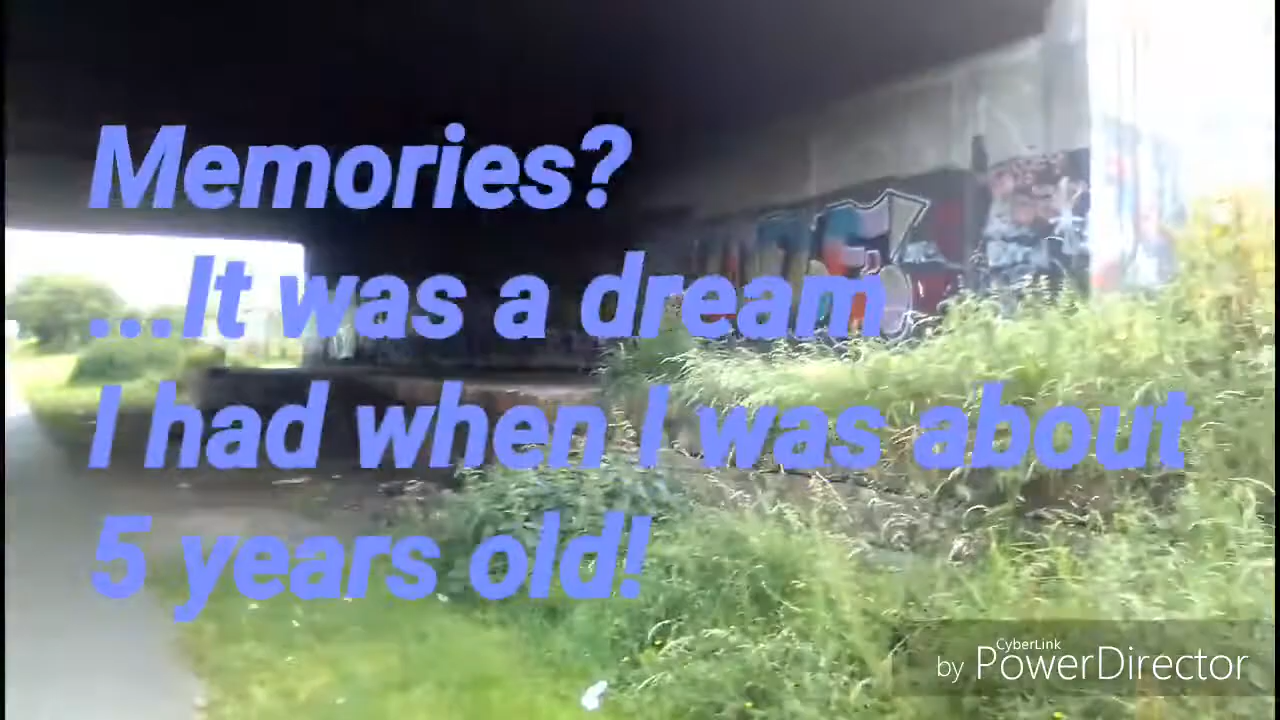 Memories?
...It was a dream
I had when I was about
5 years old!
CyberLink
by PowerDirector